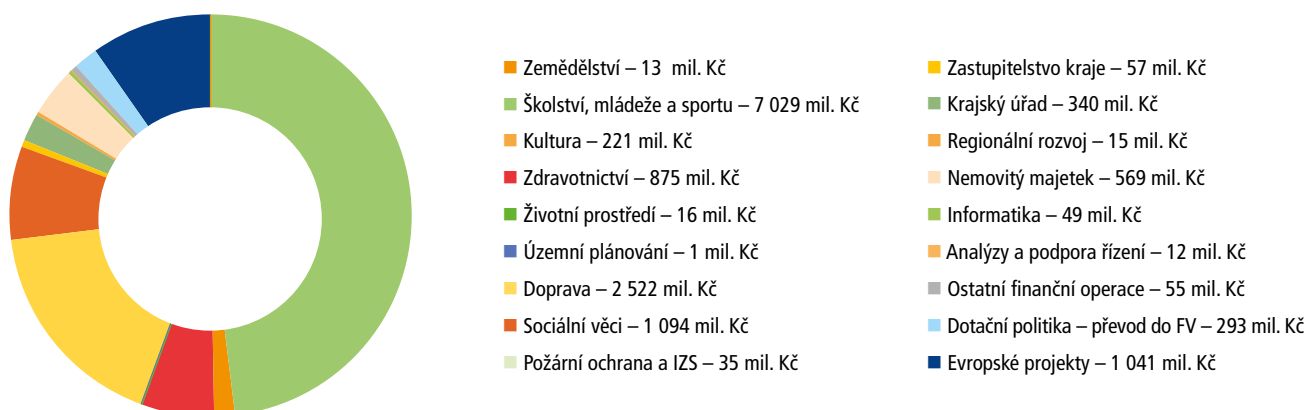 Zemědělství – 13 mil. Kč
Školství, mládeže a sportu – 7 029 mil. Kč
Kultura – 221 mil. Kč
Zdravotnictví – 875 mil. Kč
Životní prostředí – 16 mil. Kč
Územní plánování – 1 mil. Kč
Doprava – 2 522 mil. Kč
Sociální věci – 1 094 mil. Kč
Požární ochrana a IZS – 35 mil. Kč
Zastupitelstvo kraje – 57 mil. Kč
Krajský úřad – 340 mil. Kč
Regionální rozvoj – 15 mil. Kč
Nemovitý majetek – 569 mil. Kč
Informatika – 49 mil. Kč
Analýzy a podpora řízení – 12 mil. Kč
Ostatní finanční operace – 55 mil. Kč
Dotační politika – převod do FV – 293 mil. Kč
Evropské projekty – 1 041 mil. Kč